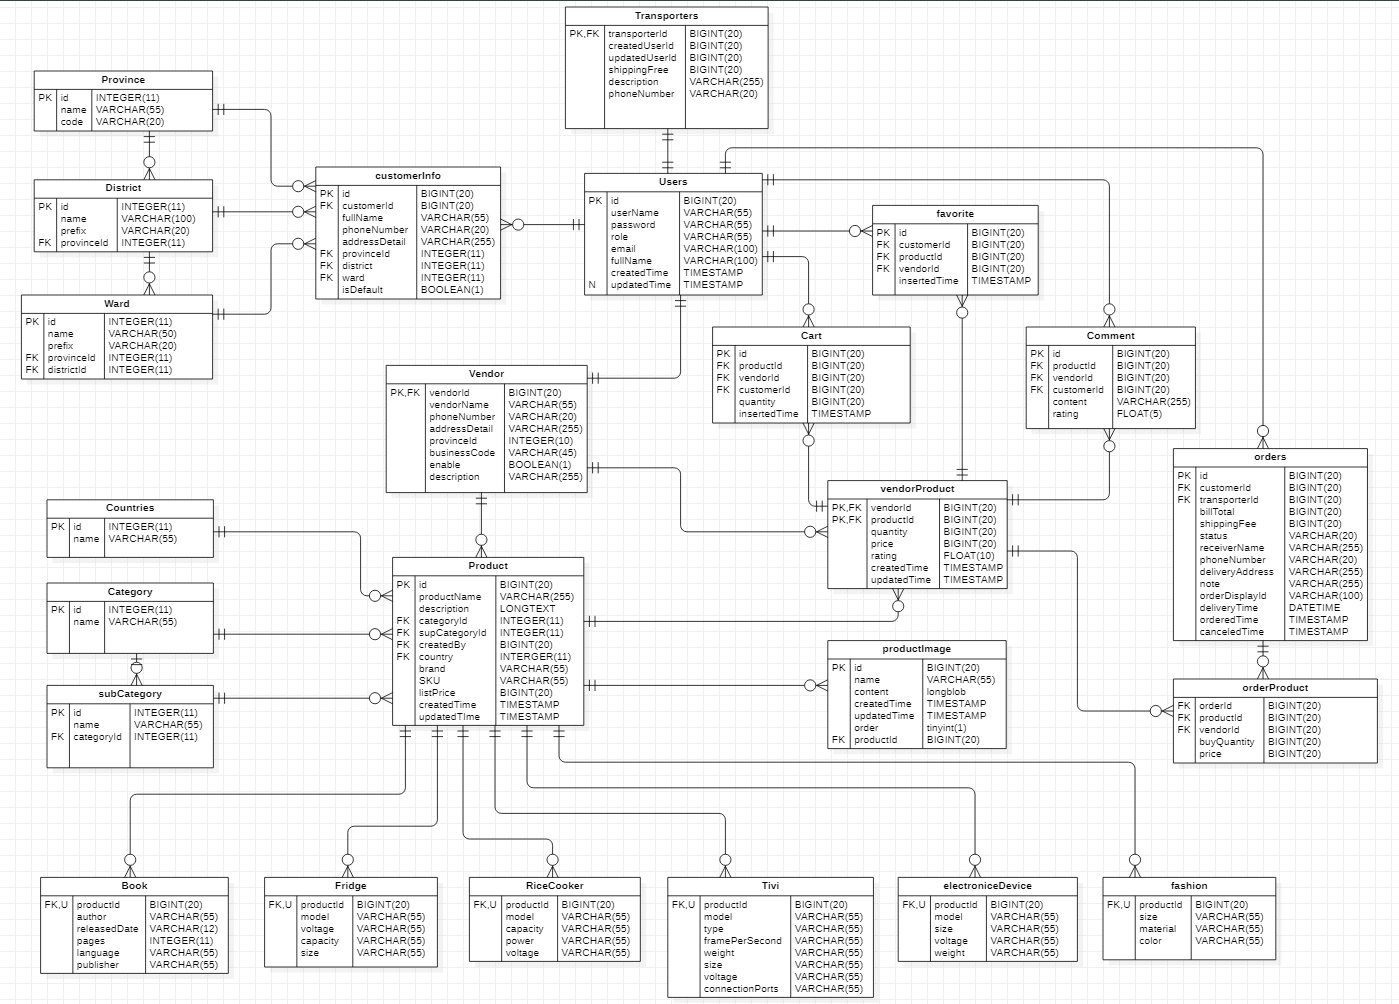 Transporters
PK,FK transporterId BIGINT(20)
createdUserId BIGINT(20)
updatedUserId BIGINT(20)
shippingFree BIGINT(20)
description VARCHAR(255)
phoneNumber VARCHAR(20)
Province
PK id INTEGER(11)
name VARCHAR(55)
code VARCHAR(20)
District
PK id INTEGER(11)
name VARCHAR(100)
prefix VARCHAR(20)
FK provinceId INTEGER(11)
Ward
PK id INTEGER(11)
name VARCHAR(50)
prefix VARCHAR(20)
FK provinceId INTEGER(11)
FK districtId INTEGER(11)
customerInfo
PK id BIGINT(20)
FK customerId BIGINT(20)
fullName VARCHAR(55)
phoneNumber VARCHAR(20)
addressDetail VARCHAR(255)
FK provinceId INTEGER(11)
FK district INTEGER(11)
FK ward INTEGER(11)
isDefault BOOLEAN(1)
Users
PK id BIGINT(20)
userName VARCHAR(55)
password VARCHAR(55)
role VARCHAR(55)
email VARCHAR(100)
fullName VARCHAR(100)
createdTime TIMESTAMP
N updatedTime TIMESTAMP
favorite
PK id BIGINT(20)
FK customerId BIGINT(20)
FK productId BIGINT(20)
FK vendorId BIGINT(20)
insertedTime TIMESTAMP
Cart
PK id BIGINT(20)
FK productId BIGINT(20)
FK vendorId BIGINT(20)
FK customerId BIGINT(20)
quantity BIGINT(20)
insertedTime TIMESTAMP
Comment
PK id BIGINT(20)
FK productId BIGINT(20)
FK vendorId BIGINT(20)
FK customerId BIGINT(20)
content VARCHAR(255)
rating FLOAT(5)
Vendor
PK,FK vendorId BIGINT(20)
vendorName VARCHAR(55)
phoneNumber VARCHAR(20)
addressDetail VARCHAR(255)
provinceId INTEGER(10)
businessCode VARCHAR(45)
enable BOOLEAN(1)
description VARCHAR(255)
orders
PK id BIGINT(20)
FK customerId BIGINT(20)
FK transporterId BIGINT(20)
billTotal BIGINT(20)
shippingFee BIGINT(20)
status VARCHAR(20)
receiverName VARCHAR(255)
phoneNumber VARCHAR(20)
deliveryAddress VARCHAR(255)
note VARCHAR(255)
orderDisplayId VARCHAR(100)
deliveryTime DATETIME
orderedTime TIMESTAMP
canceledTime TIMESTAMP
vendorProduct
PK,FK vendorId BIGINT(20)
PK,FK productId BIGINT(20)
quantity BIGINT(20)
price BIGINT(20)
rating FLOAT(10)
createdTime TIMESTAMP
updatedTime TIMESTAMP
Countries
PK id INTEGER(11)
name VARCHAR(55)
Category
PK id INTEGER(11)
name VARCHAR(55)
subCategory
PK id INTEGER(11)
name VARCHAR(55)
FK categoryId INTEGER(11)
Product
PK id BIGINT(20)
productName VARCHAR(255)
description LONGTEXT
FK categoryId INTEGER(11)
FK supCategoryId INTEGER(11)
FK createdBy BIGINT(20)
FK country INTERGER(11)
brand VARCHAR(55)
SKU VARCHAR(55)
listPrice BIGINT(20)
createdTime TIMESTAMP
updatedTIme TIMESTAMP
productImage
PK id BIGINT(20)
name VARCHAR(55)
content longblob
createdTime TIMESTAMP
updatedTime TIMESTAMP
order tinyint(1)
FK productId BIGINT(20)
orderProduct
FK orderId BIGINT(20)
FK productId BIGINT(20)
FK vendorId BIGINT(20)
buyQuantity BIGINT(20)
price BIGINT(20)
Book
FK,U productId BIGINT(20)
author VARCHAR(55)
releasedDate VARCHAR(12)
pages INTEGER(11)
language VARCHAR(55)
publisher VARCHAR(55)
Fridge
FK,U productId BIGINT(20)
model VARCHAR(55)
voltage VARCHAR(55)
capacity VARCHAR(55)
size VARCHAR(55)
RiceCooker
FK,U productId BIGINT(20)
model VARCHAR(55)
capacity VARCHAR(55)
power VARCHAR(55)
voltage VARCHAR(55)
Tivi
FK,U productId BIGINT(20)
model VARCHAR(55)
type VARCHAR(55)
framePerSecond VARCHAR(55)
weight VARCHAR(55)
size VARCHAR(55)
voltage VARCHAR(55)
connectionPorts VARCHAR(55)
electroniceDevice
FK,U productId BIGINT(20)
model VARCHAR(55)
size VARCHAR(55)
voltage VARCHAR(55)
weight VARCHAR(55)
fashion
FK,U productId BIGINT(20)
size VARCHAR(55)
material VARCHAR(55)
color VARCHAR(55)